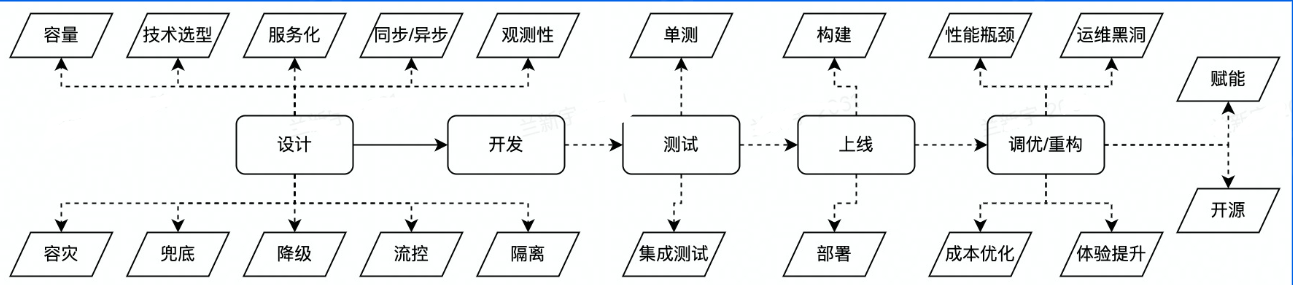 容量
技术选型
服务化
同步/异步
观测性
单测
构建
性能瓶颈
运维黑洞
赋能
设计
开发
测试
上线
调优/重构
开源
容灾
兜底
降级
流控
隔离
集成测试
部署
成本优化
体验提升